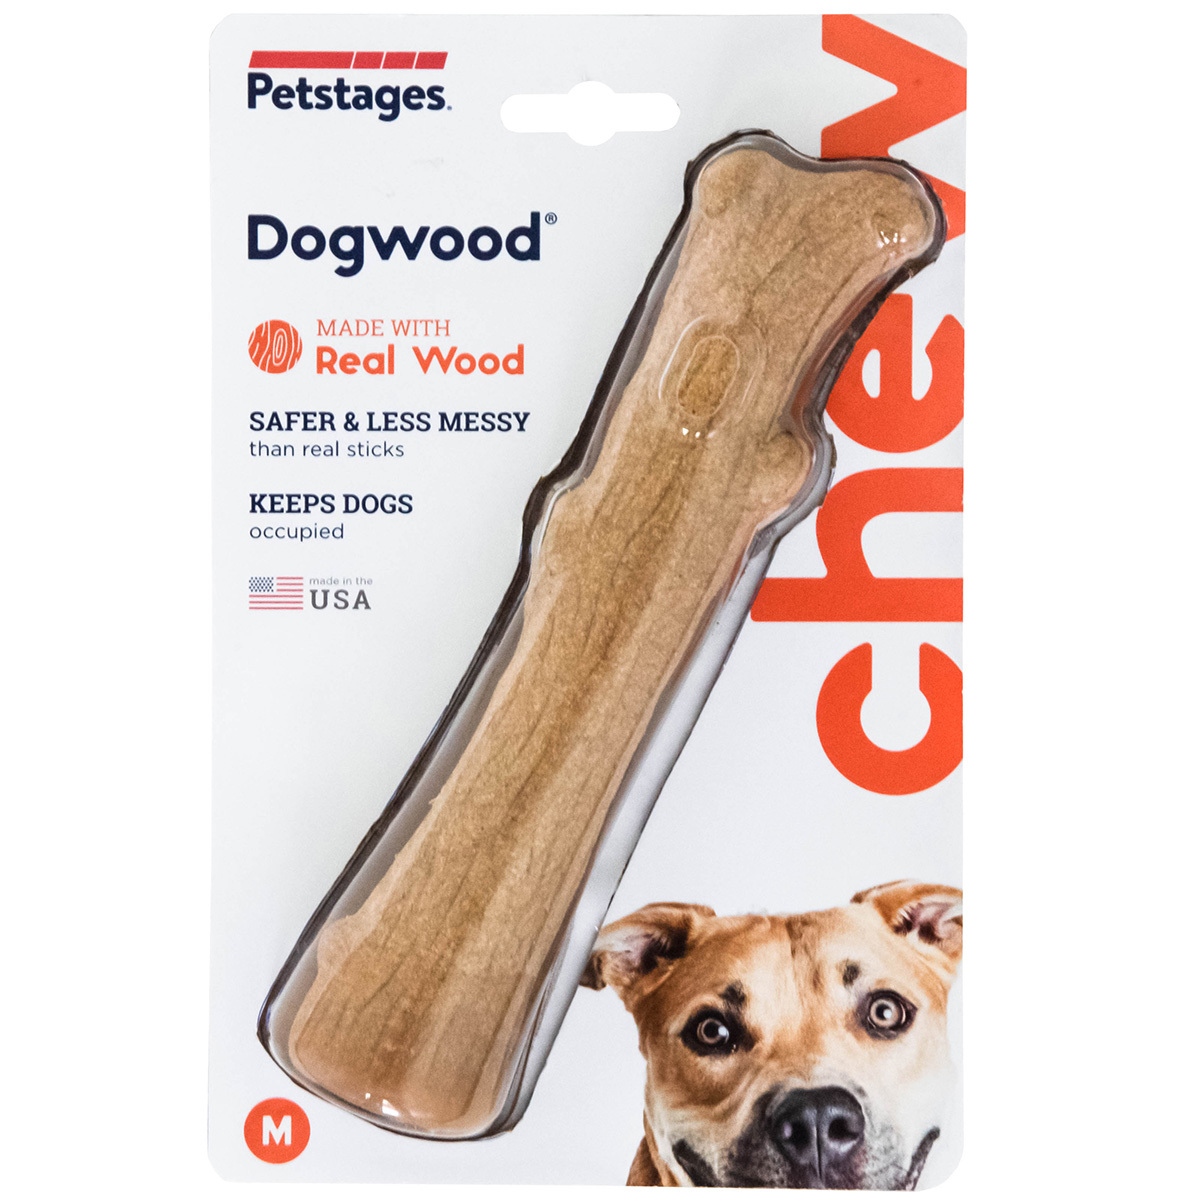 Petstages.
Dogwood®
MADE WITH
Real Wood
SAFER & LESS MESSY
than real sticks
KEEPS DOGS
occupied
made in the
USA
chew
M